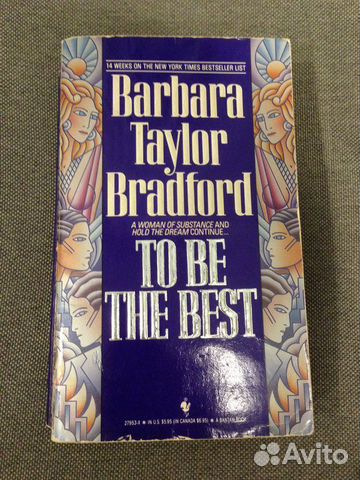 14 WEEKS ON THE NEW YORK TIMES BESTSELLER LIST
Barbara
Taylor
Bradford
A WOMAN OF SUBSTANCE AND
HOLD THE DREAM CONTINUE...
TO BE
THE BEST
27953-X ★ IN U.S. $5.95 (IN CANADA $6.95) ★ A BANTAM BOOK
Avito